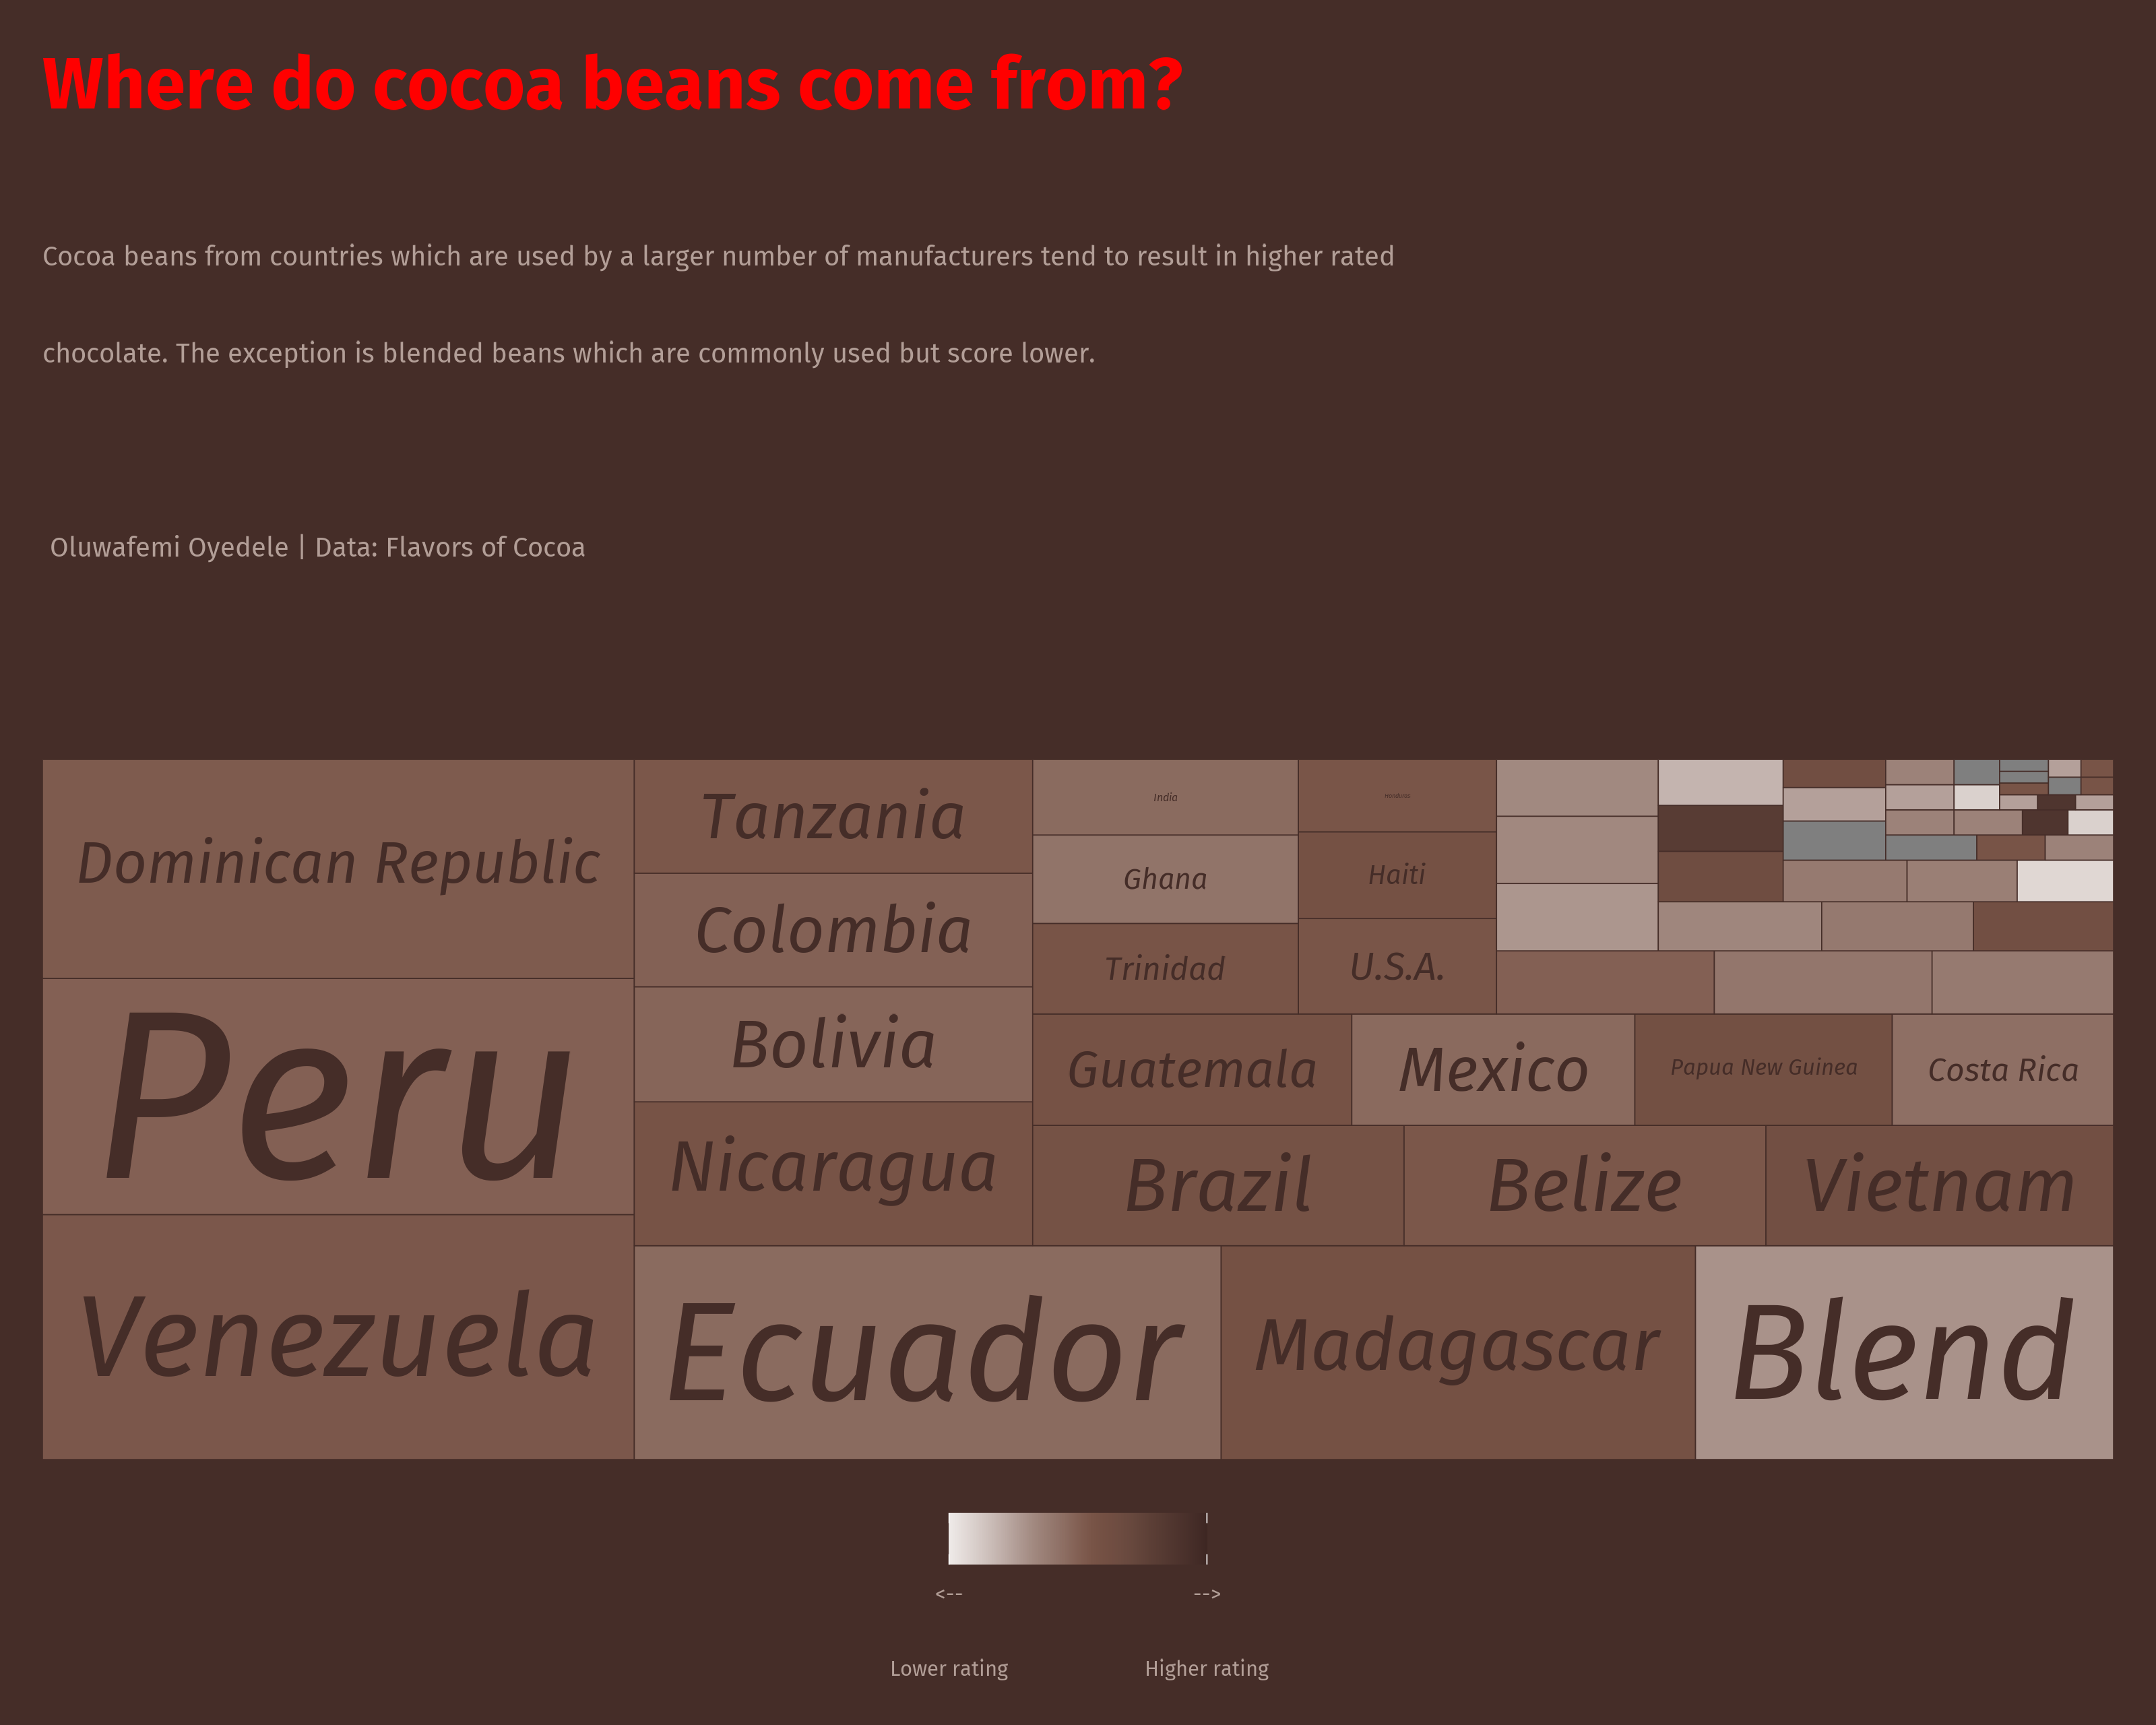 Where do cocoa beans come from?
Cocoa beans from countries which are used by a larger number of manufacturers tend to result in higher rated
chocolate. The exception is blended beans which are commonly used but score lower.
Oluwafemi Oyedele | Data: Flavors of Cocoa
Dominican Republic
Peru
Venezuela
Tanzania
Colombia
Bolivia
Nicaragua
India
Ghana
Trinidad
Haiti
U.S.A.
Guatemala
Mexico
Papua New Guinea
Costa Rica
Brazil
Belize
Vietnam
Ecuador
Madagascar
Blend
<-- -->
Lower rating Higher rating